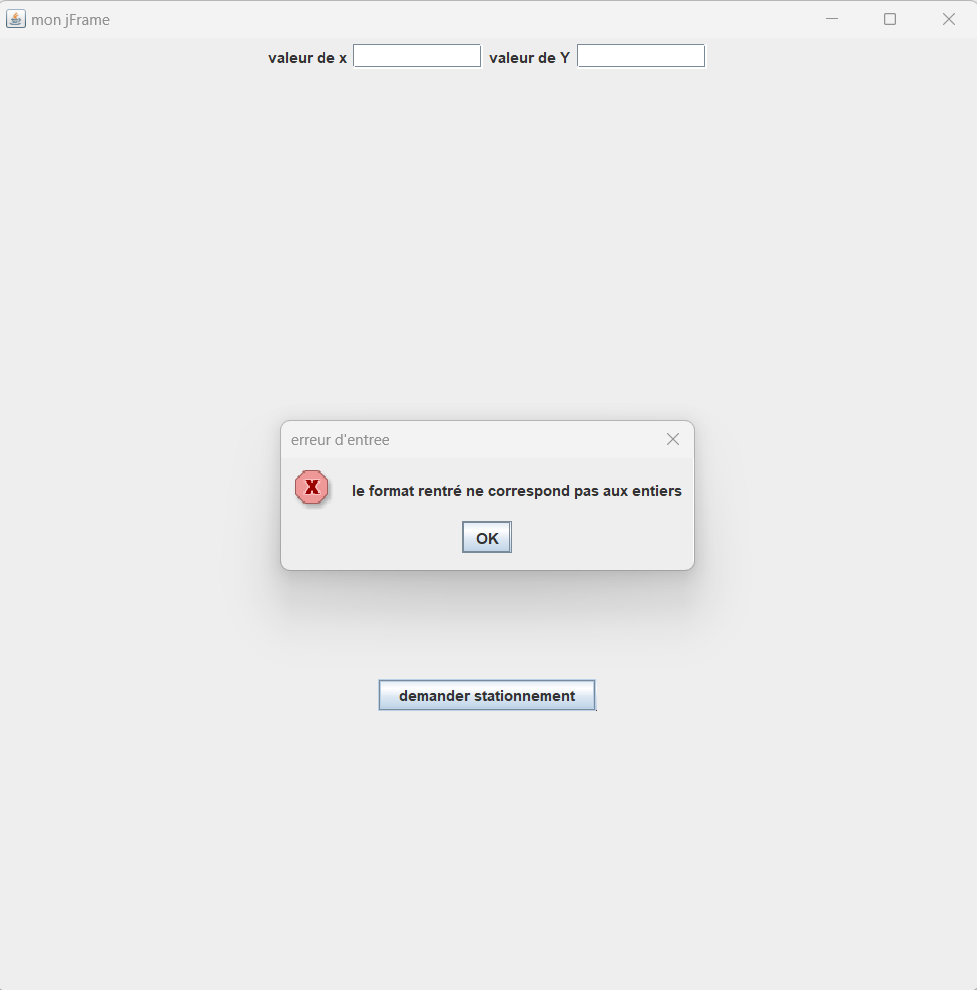 mon jFrame
valeur de x valeur de Y
erreur d'entree
X
le format rentré ne correspond pas aux entiers
OK
demander stationnement